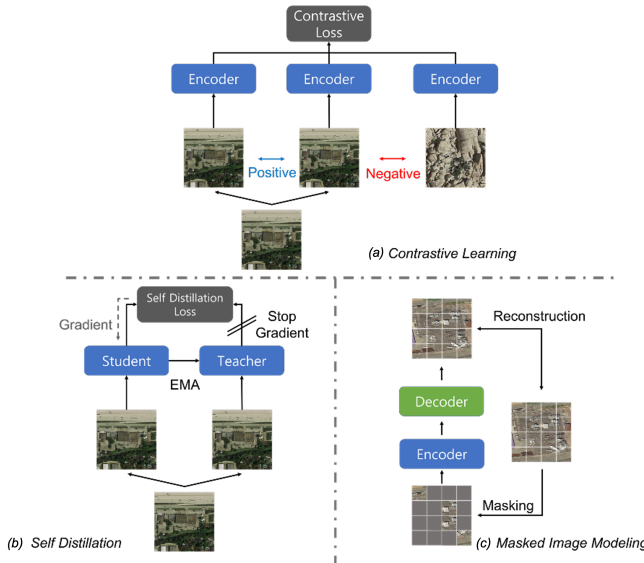 Contrastive
Loss
Encoder
Encoder
Encoder
Positive
Negative
(a) Contrastive Learning
Self Distillation
Loss
Gradient
Stop
Gradient
Student
Teacher
EMA
(b) Self Distillation
Reconstruction
Decoder
Encoder
Masking
(c) Masked Image Modeling